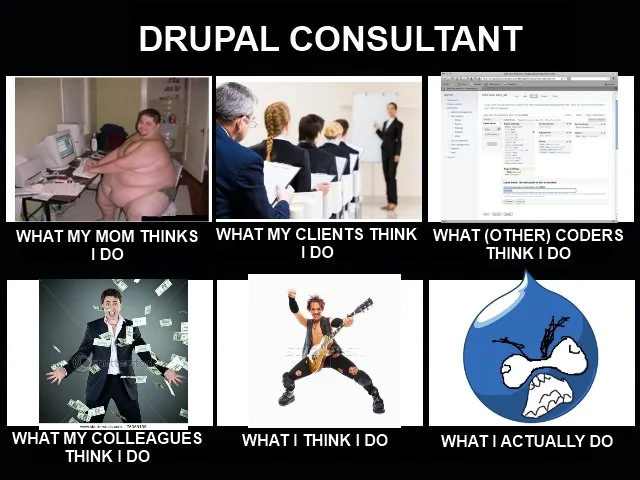 DRUPAL CONSULTANT
WHAT MY MOM THINKS
I DO
WHAT MY CLIENTS THINK
I DO
WHAT (OTHER) CODERS
THINK I DO
WHAT MY COLLEAGUES
THINK I DO
WHAT I THINK I DO
WHAT I ACTUALLY DO